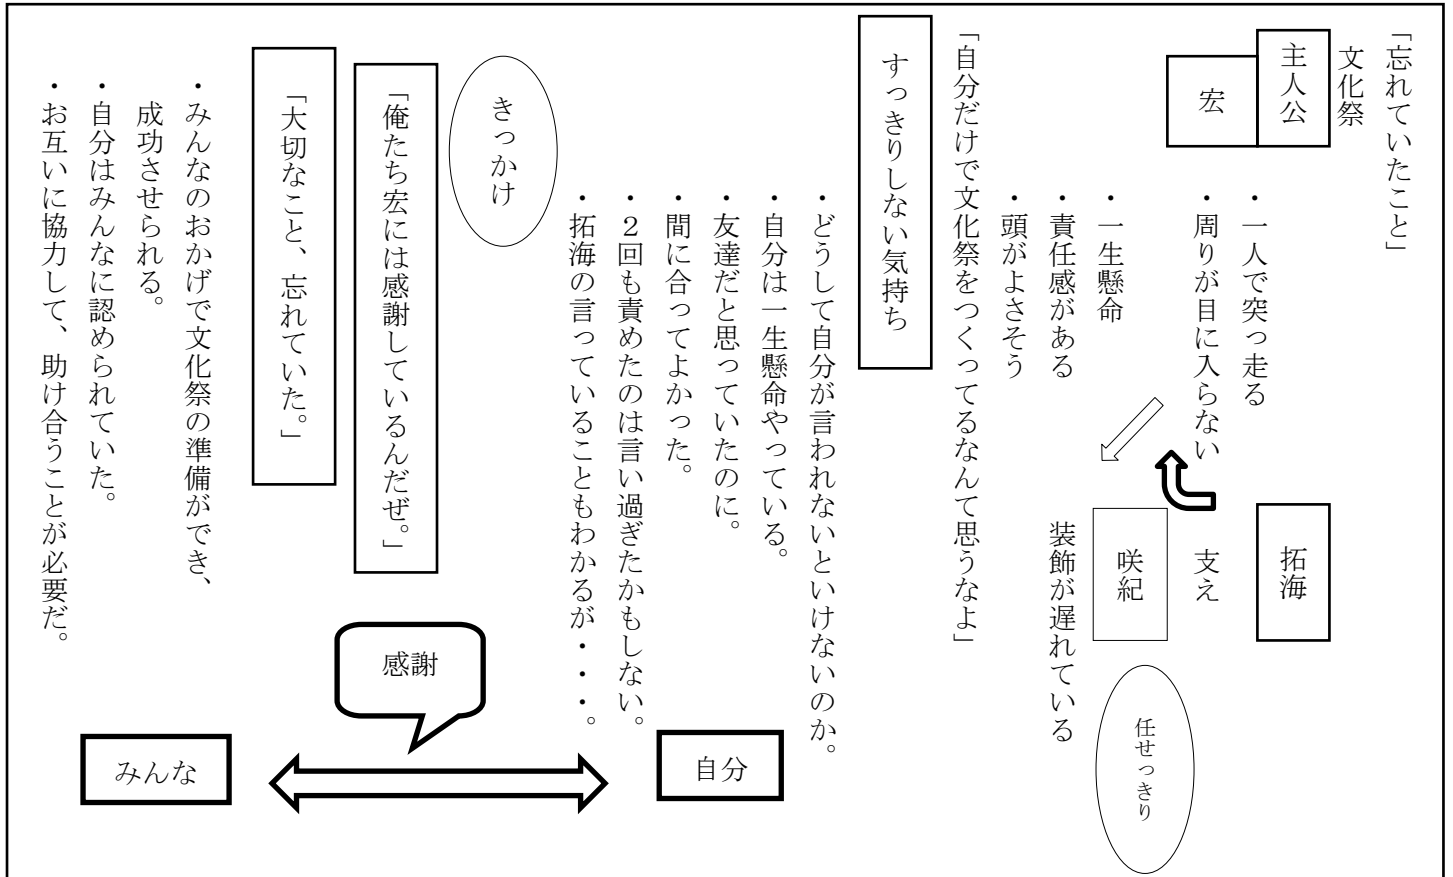 「忘れていたこと」
文化祭
主人公
宏
・一人で突っ走る
・周りが目に入らない
・一生懸命
・責任感がある
・頭がよさそう
拓海
支え
咲紀
装飾が遅れている
任せっきり
「自分だけで文化祭をつくってるなんて思うなよ」
すっきりしない気持ち
・どうして自分が言われないといけないのか。
・自分は一生懸命やっている。
・友達だと思っていたのに。
・間に合ってよかった。
・２回も責めたのは言い過ぎたかもしない。
・拓海の言っていることもわかるが・・・。
きっかけ
「俺たち宏には感謝しているんだぜ。」
「大切なこと、忘れていた。」
・みんなのおかげで文化祭の準備ができ、
成功させられる。
・自分はみんなに認められていた。
・お互いに協力して、助け合うことが必要だ。
自分
感謝
みんな